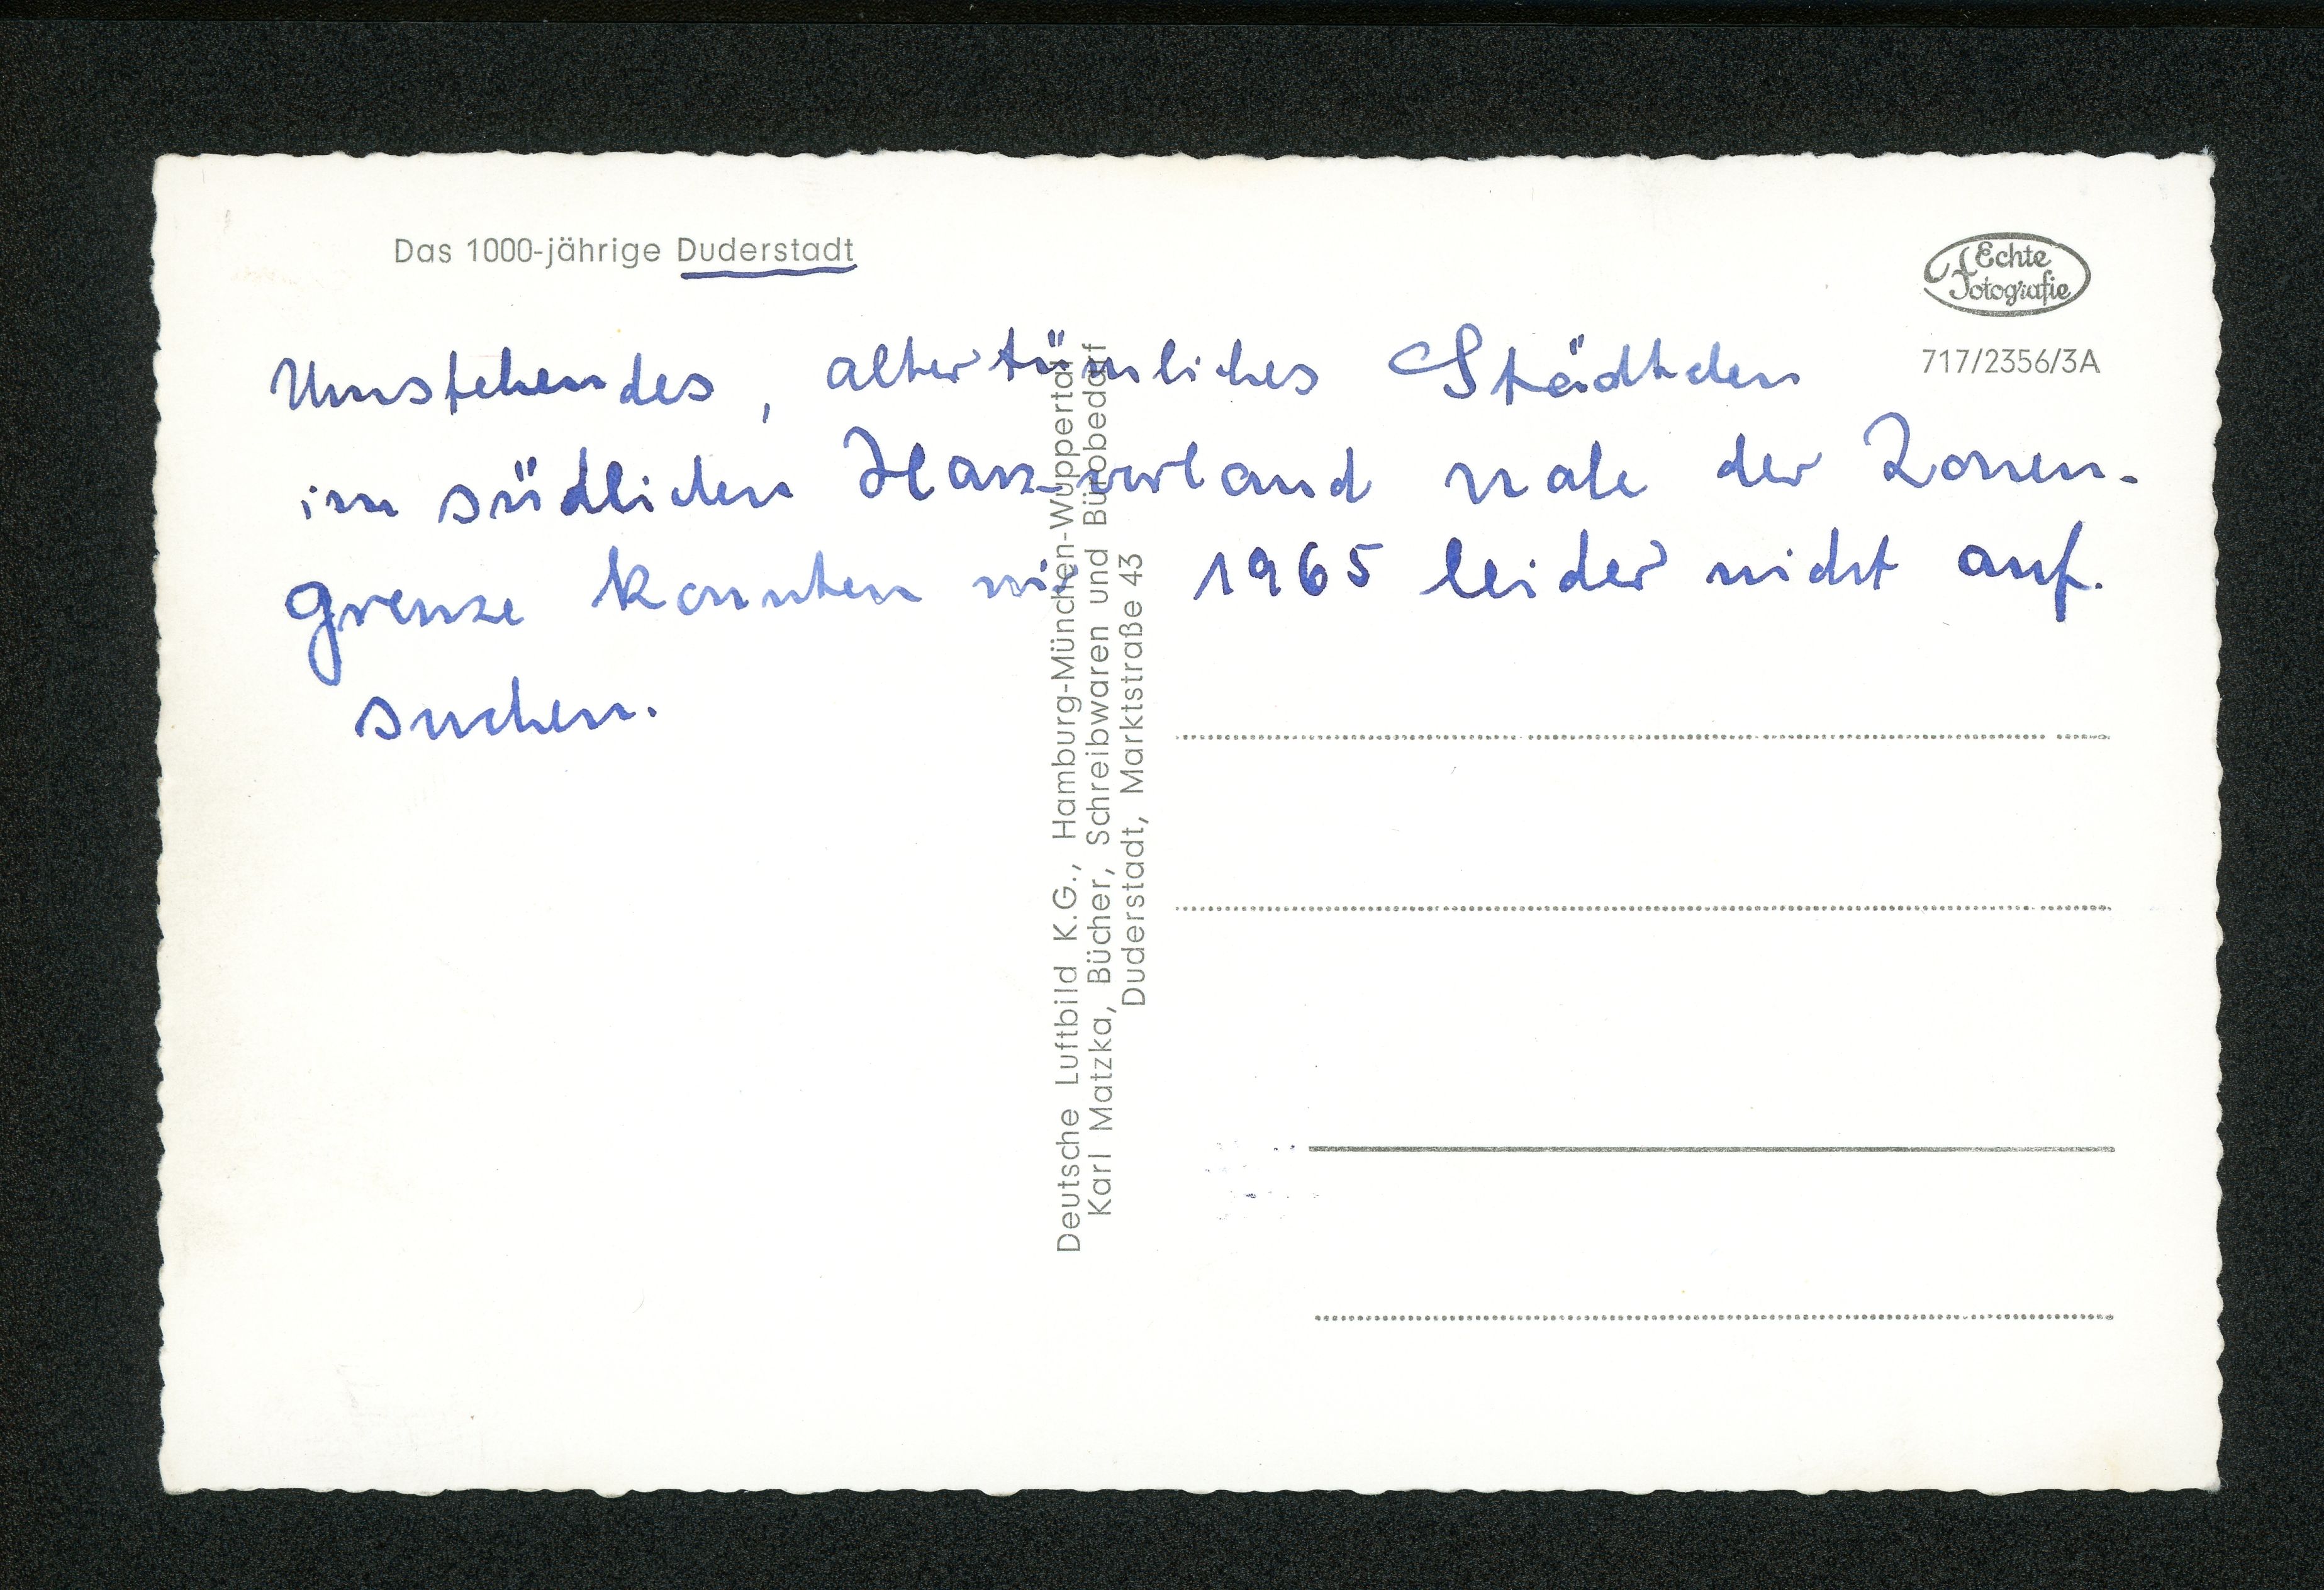 Das 1000-jährige Duderstadt
Echte
Fotografie
717/2356/3A
Umstehendes, altertümliches Städtchen
im südlichen Harzvorland nahe der Zonen-
grenze konnten wir 1965 leider nicht auf-
suchen.
Deutsche Luftbild K.G., Hamburg-München-Wuppertal
Karl Matzka, Bücher, Schreibwaren und Bürobedarf
Duderstadt, Marktstraße 43